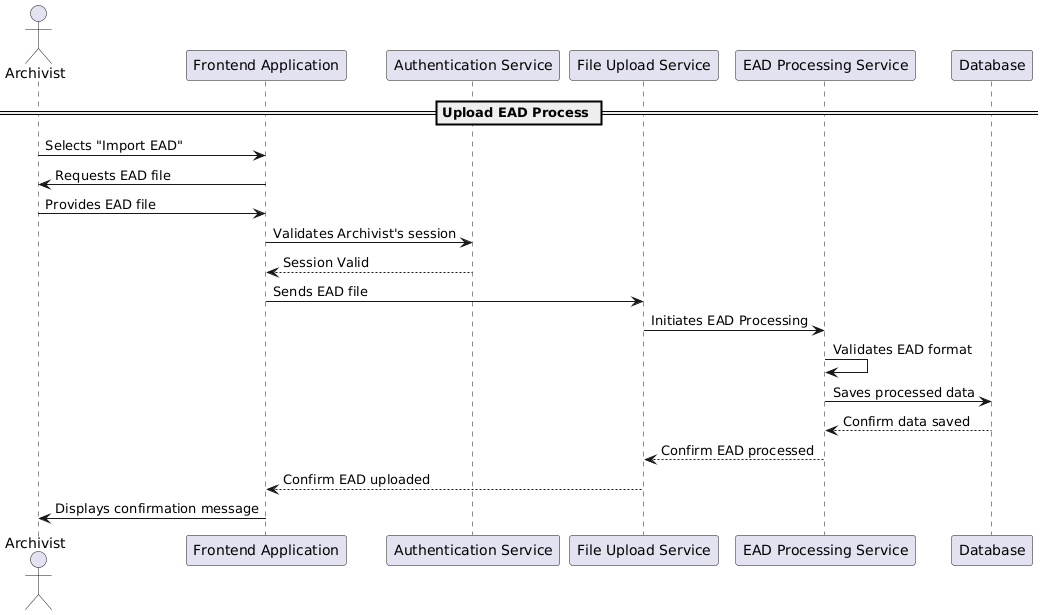 Archivist
Frontend Application
Authentication Service
File Upload Service
EAD Processing Service
Database
Upload EAD Process
Selects "Import EAD"
Requests EAD file
Provides EAD file
Validates Archivist's session
Session Valid
Sends EAD file
Initiates EAD Processing
Validates EAD format
Saves processed data
Confirm data saved
Confirm EAD processed
Confirm EAD uploaded
Displays confirmation message
Archivist
Frontend Application
Authentication Service
File Upload Service
EAD Processing Service
Database